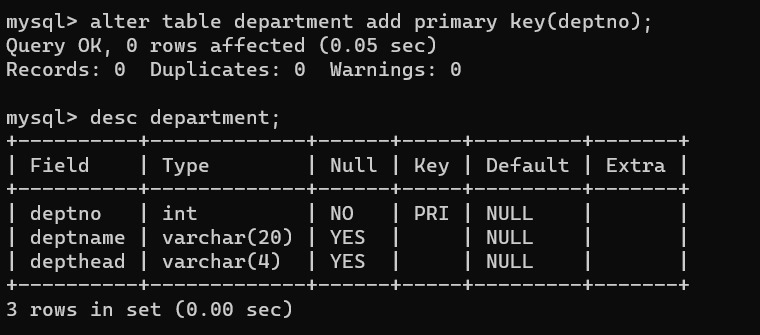 mysql> alter table department add primary key(deptno);
Query OK, 0 rows affected (0.05 sec)
Records: 0  Duplicates: 0  Warnings: 0

mysql> desc department;
+----------+-------------+------+-----+---------+-------+
| Field    | Type        | Null | Key | Default | Extra |
+----------+-------------+------+-----+---------+-------+
| deptno   | int         | NO   | PRI | NULL    |       |
| deptname | varchar(20) | YES  |     | NULL    |       |
| depthead | varchar(4)  | YES  |     | NULL    |       |
+----------+-------------+------+-----+---------+-------+
3 rows in set (0.00 sec)